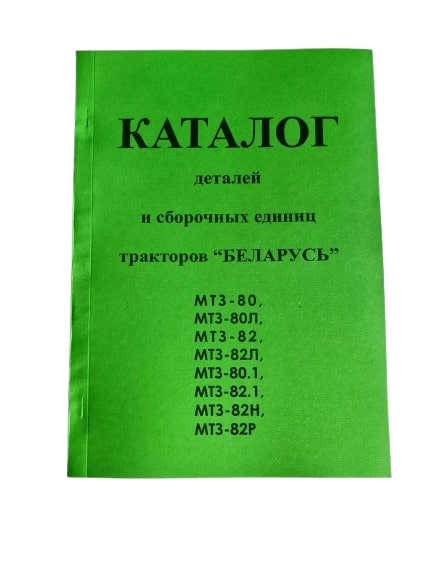 КАТАЛОГ
деталей
и сборочных единиц
тракторов “БЕЛАРУСЬ”
МТЗ-80,
МТЗ-80Л,
МТЗ-82,
МТЗ-82Л,
МТЗ-80.1,
МТЗ-82.1,
МТЗ-82Н,
МТЗ-82Р